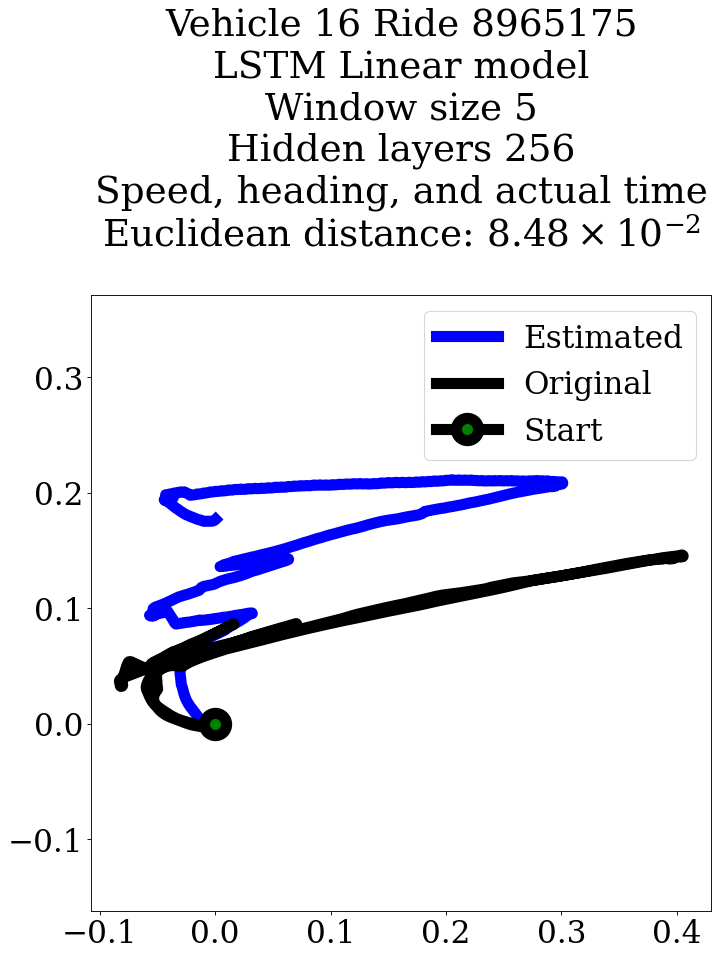 Vehicle 16 Ride 8965175
LSTM Linear model
Window size 5
Hidden layers 256
Speed, heading, and actual time
Euclidean distance: 8.48 × 10⁻²
Estimated
Original
Start
0.3
0.2
0.1
0.0
−0.1
−0.1 0.0 0.1 0.2 0.3 0.4